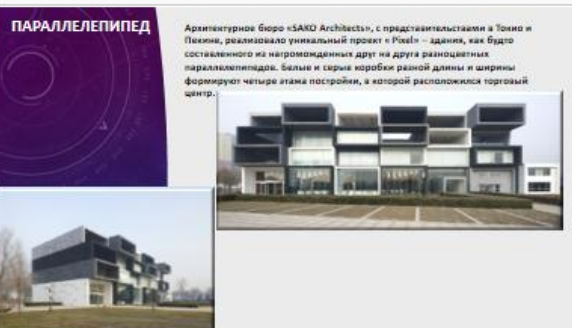 ПАРАЛЛЕЛЕПИПЕД
Архитектурное бюро «SAKO Architects», с представительствами в Токио и
Пекине, реализовало уникальный проект « Pixel» – здания, как будто
составленного из нагроможденных друг на друга разноцветных
параллелепипедов. Белые и серые коробки разной длины и ширины
формируют четыре этажа постройки, в которой расположился торговый
центр.